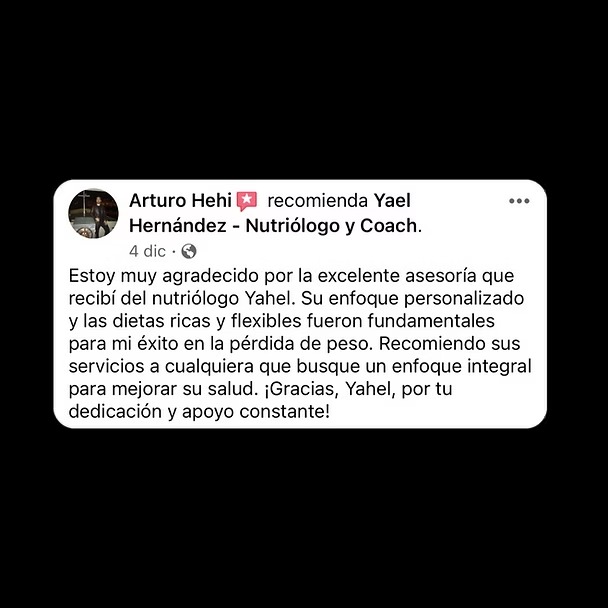 Arturo Hehi recomienda Yael
Hernández - Nutriólogo y Coach.
4 dic ·
Estoy muy agradecido por la excelente asesoría que
recibí del nutriólogo Yahel. Su enfoque personalizado
y las dietas ricas y flexibles fueron fundamentales
para mi éxito en la pérdida de peso. Recomiendo sus
servicios a cualquiera que busque un enfoque integral
para mejorar su salud. ¡Gracias, Yahel, por tu
dedicación y apoyo constante!